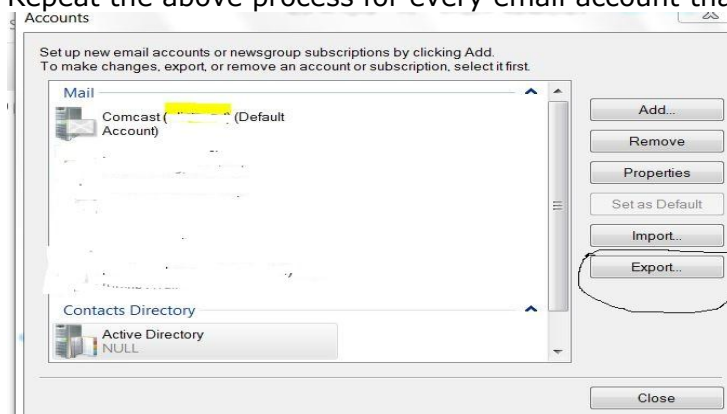 Repeat the above process for every email account tha
Accounts
Set up new email accounts or newsgroup subscriptions by clicking Add.
To make changes, export, or remove an account or subscription, select it first.
Mail
Comcast ( ) (Default
Account)
Add...
Remove
Properties
Set as Default
Import...
Export...
Contacts Directory
Active Directory
NULL
Close